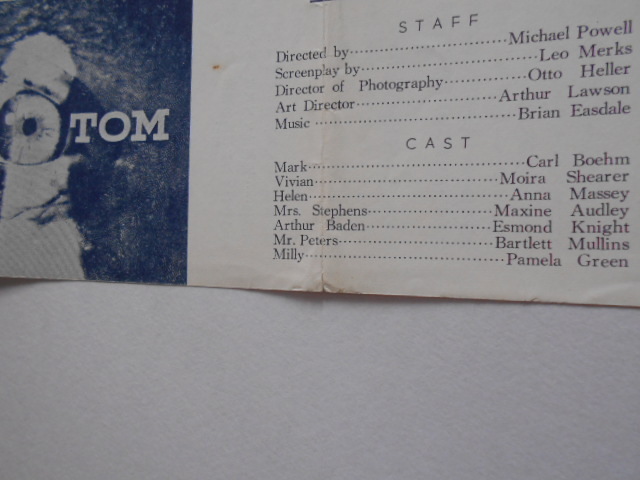 TOM
STAFF
Directed by Michael Powell
Screenplay by Leo Merks
Director of Photography Otto Heller
Art Director Arthur Lawson
Music Brian Easdale
CAST
Mark Carl Boehm
Vivian Moira Shearer
Helen Anna Massey
Mrs. Stephens Maxine Audley
Arthur Baden Esmond Knight
Mr. Peters Bartlett Mullins
Milly Pamela Green